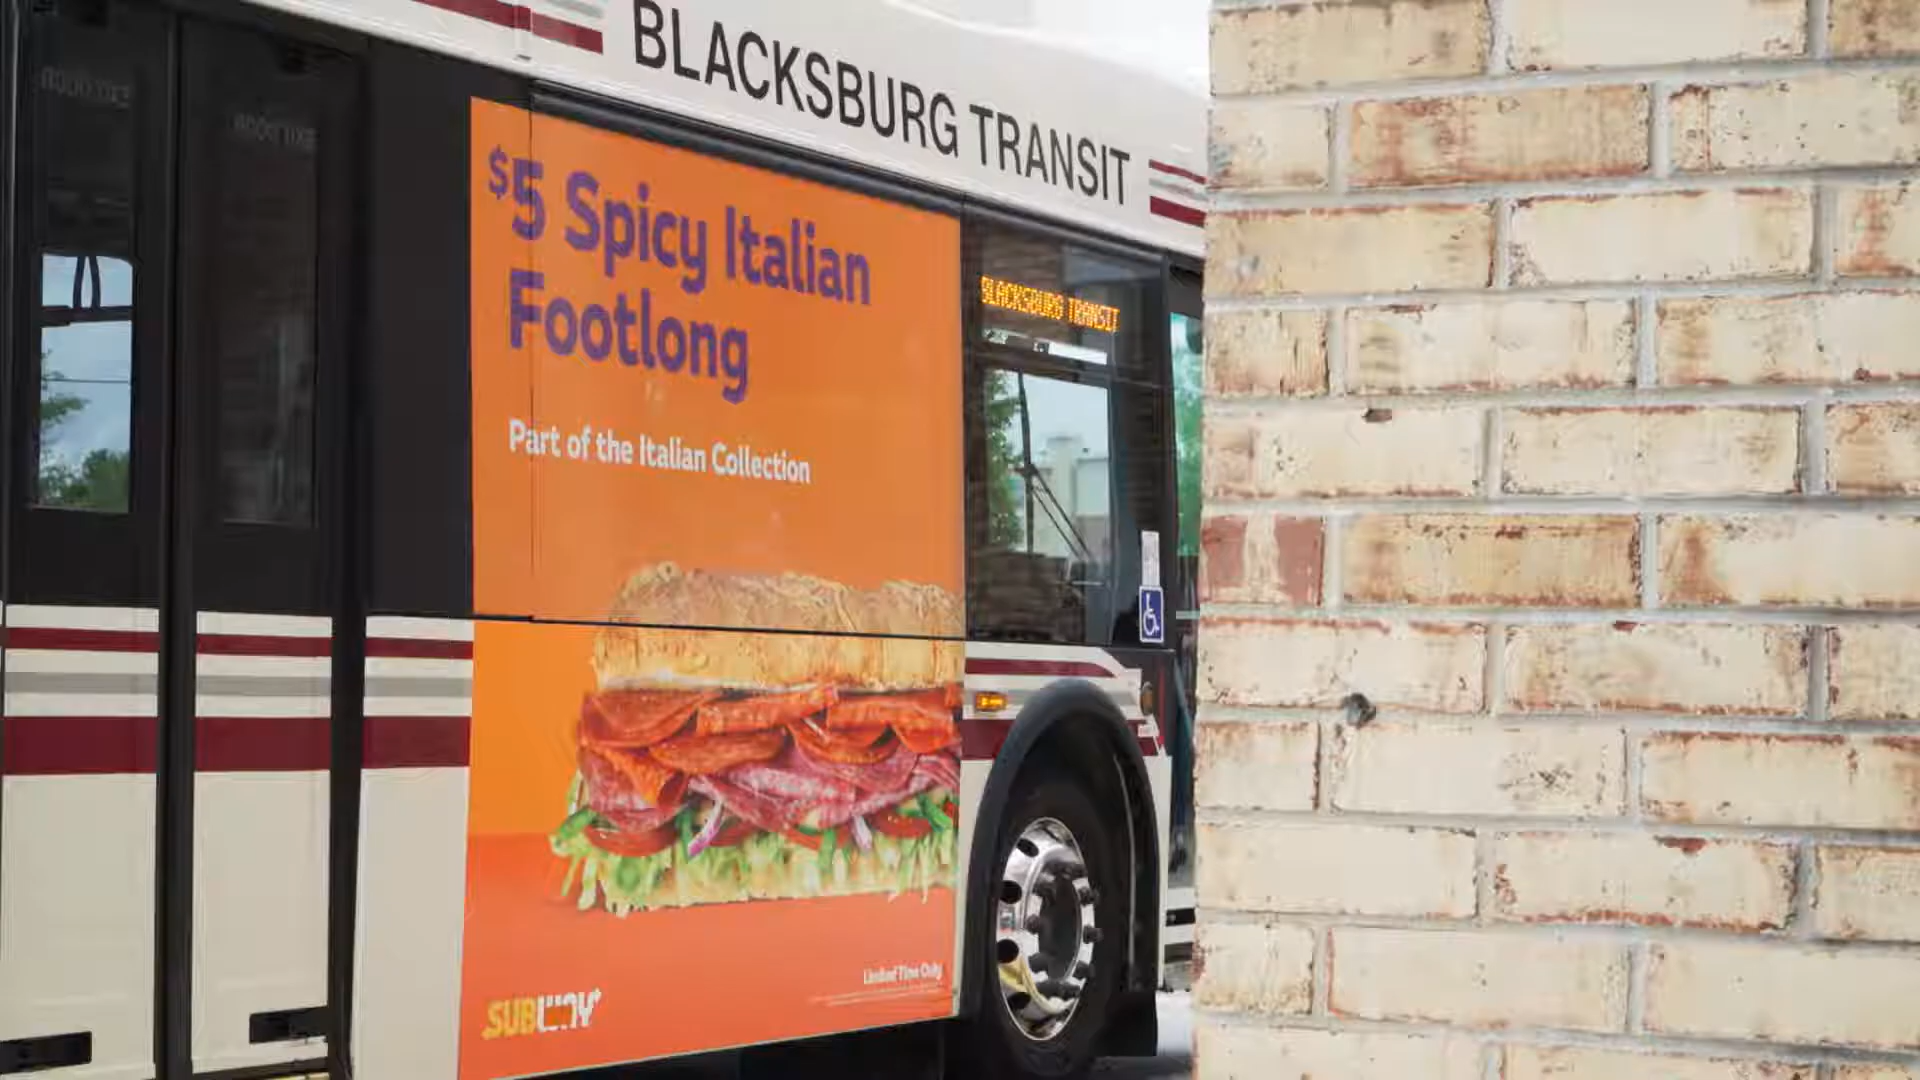 BLACKSBURG TRANSIT
$5 Spicy Italian
Footlong
Part of the Italian Collection
BLACKSBURG TRANSIT
Limited Time Only
SUBWAY